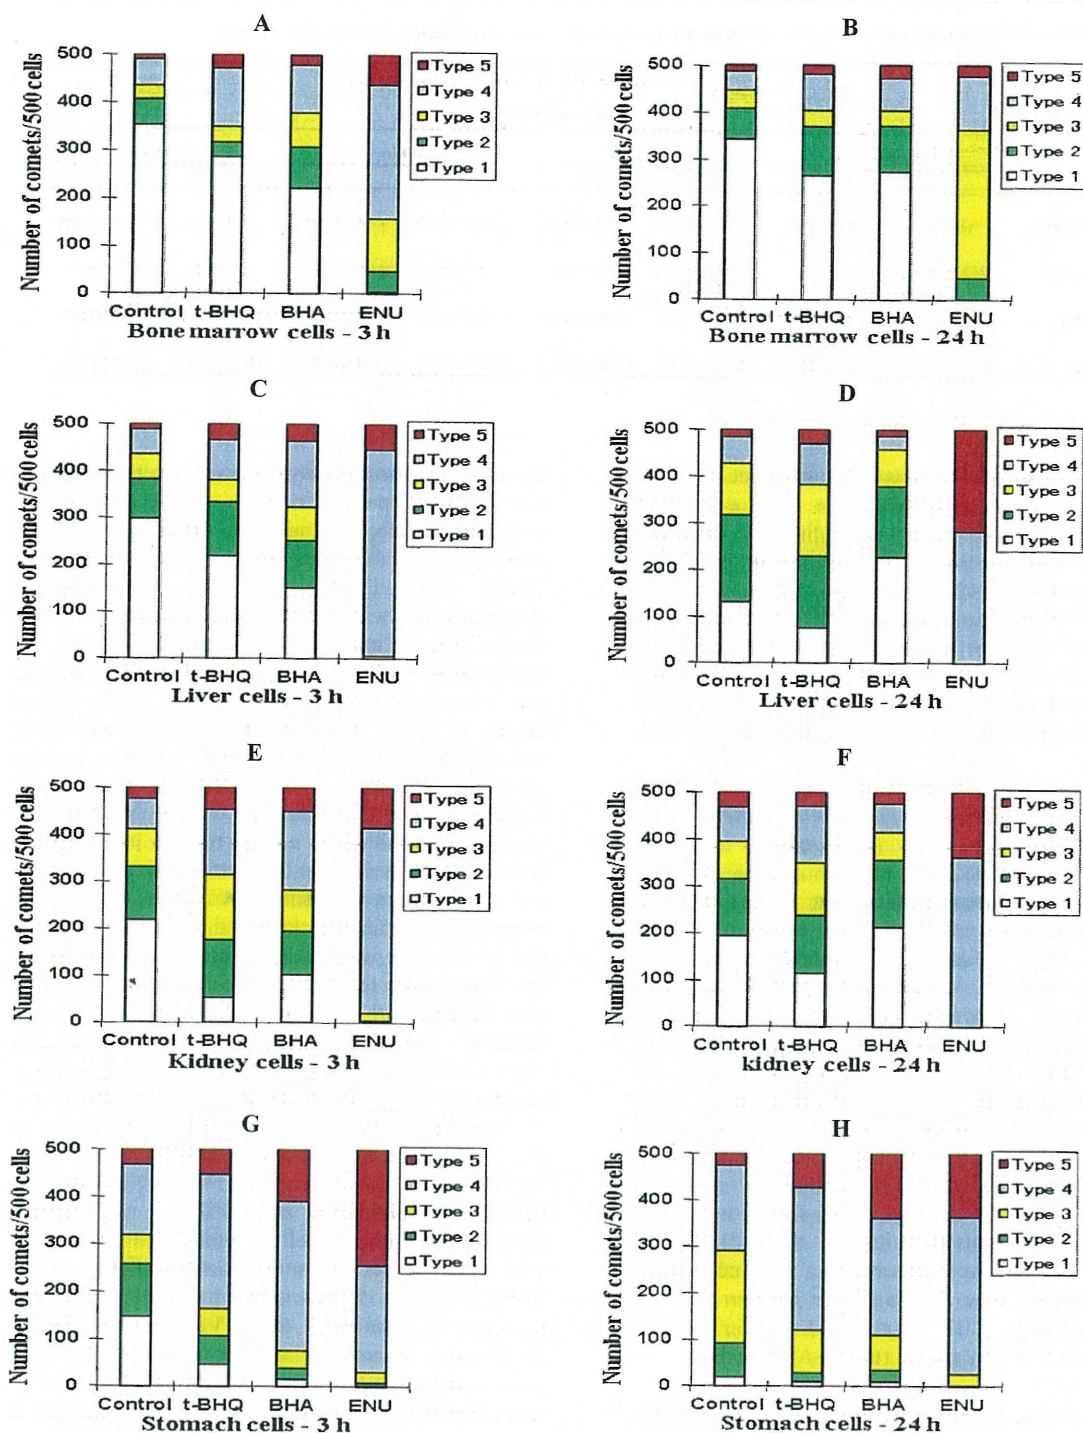 A
Number of comets/500 cells
500
400
300
200
100
0
Type 5
Type 4
Type 3
Type 2
Type 1
Control t-BHQ BHA ENU
Bone marrow cells - 3 h
B
Number of comets/500 cells
500
400
300
200
100
0
Type 5
Type 4
Type 3
Type 2
Type 1
Control t-BHQ BHA ENU
Bone marrow cells - 24 h
C
Number of comets/500 cells
500
400
300
200
100
0
Type 5
Type 4
Type 3
Type 2
Type 1
Control t-BHQ BHA ENU
Liver cells - 3 h
D
Number of comets/500 cells
500
400
300
200
100
0
Type 5
Type 4
Type 3
Type 2
Type 1
Control t-BHQ BHA ENU
Liver cells - 24 h
E
Number of comets/500 cells
500
400
300
200
100
0
Type 5
Type 4
Type 3
Type 2
Type 1
Control t-BHQ BHA ENU
Kidney cells - 3 h
F
Number of comets/500 cells
500
400
300
200
100
0
Type 5
Type 4
Type 3
Type 2
Type 1
Control t-BHQ BHA ENU
kidney cells - 24 h
G
Number of comets/500 cells
500
400
300
200
100
0
Type 5
Type 4
Type 3
Type 2
Type 1
Control t-BHQ BHA ENU
Stomach cells - 3 h
H
Number of comets/500 cells
500
400
300
200
100
0
Type 5
Type 4
Type 3
Type 2
Type 1
Control t-BHQ BHA ENU
Stomach cells - 24 h